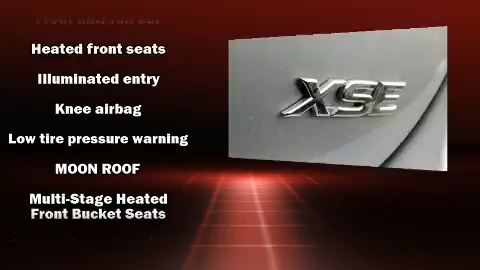 Heated front seats
Illuminated entry
Knee airbag
Low tire pressure warning
MOON ROOF
Multi-Stage Heated
Front Bucket Seats
XSE